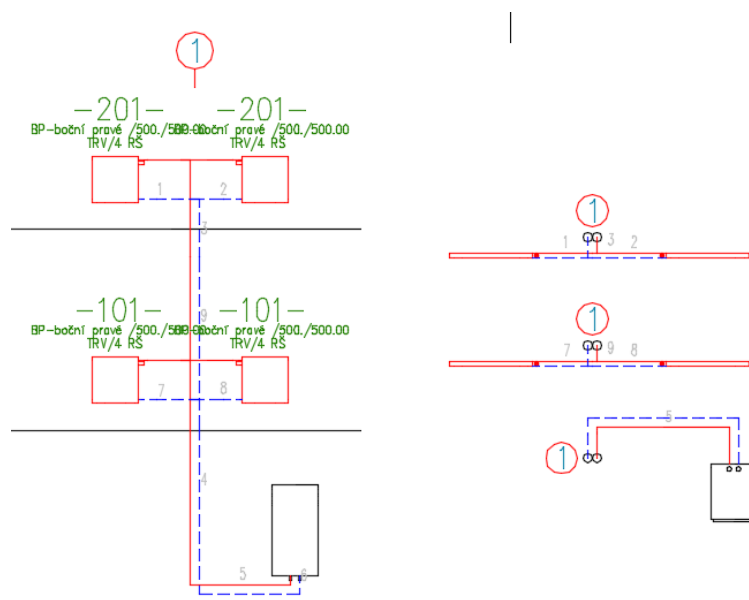 1
-201- -201-
BP-boční pravé /500./500.00 BP-boční pravé /500./500.00
TRV/4 RŠ TRV/4 RŠ
1 2
3
-101- -101-
9
BP-boční pravé /500./500.00 BP-boční pravé /500./500.00
TRV/4 RŠ TRV/4 RŠ
7 8
4
5 6
1
1 3 2
1
7 9 8
5
1